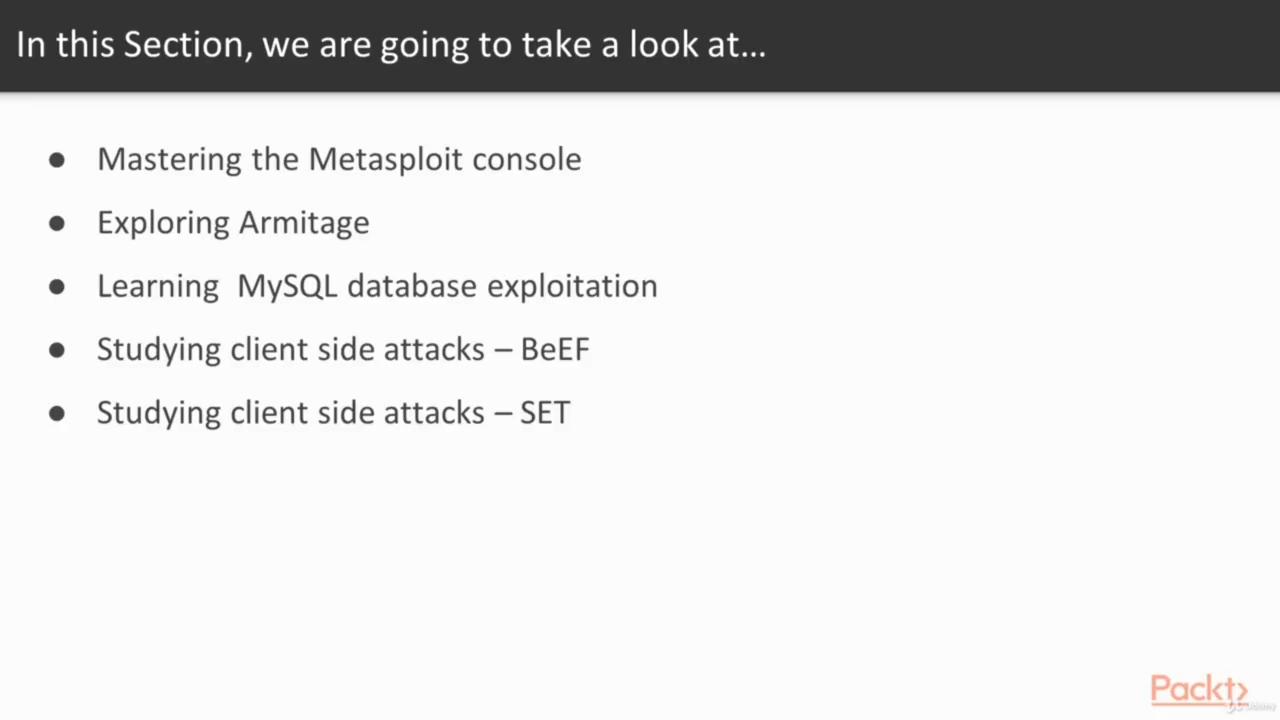 In this Section, we are going to take a look at...
● Mastering the Metasploit console
● Exploring Armitage
● Learning  MySQL database exploitation
● Studying client side attacks – BeEF
● Studying client side attacks – SET
Packt>
Udemy